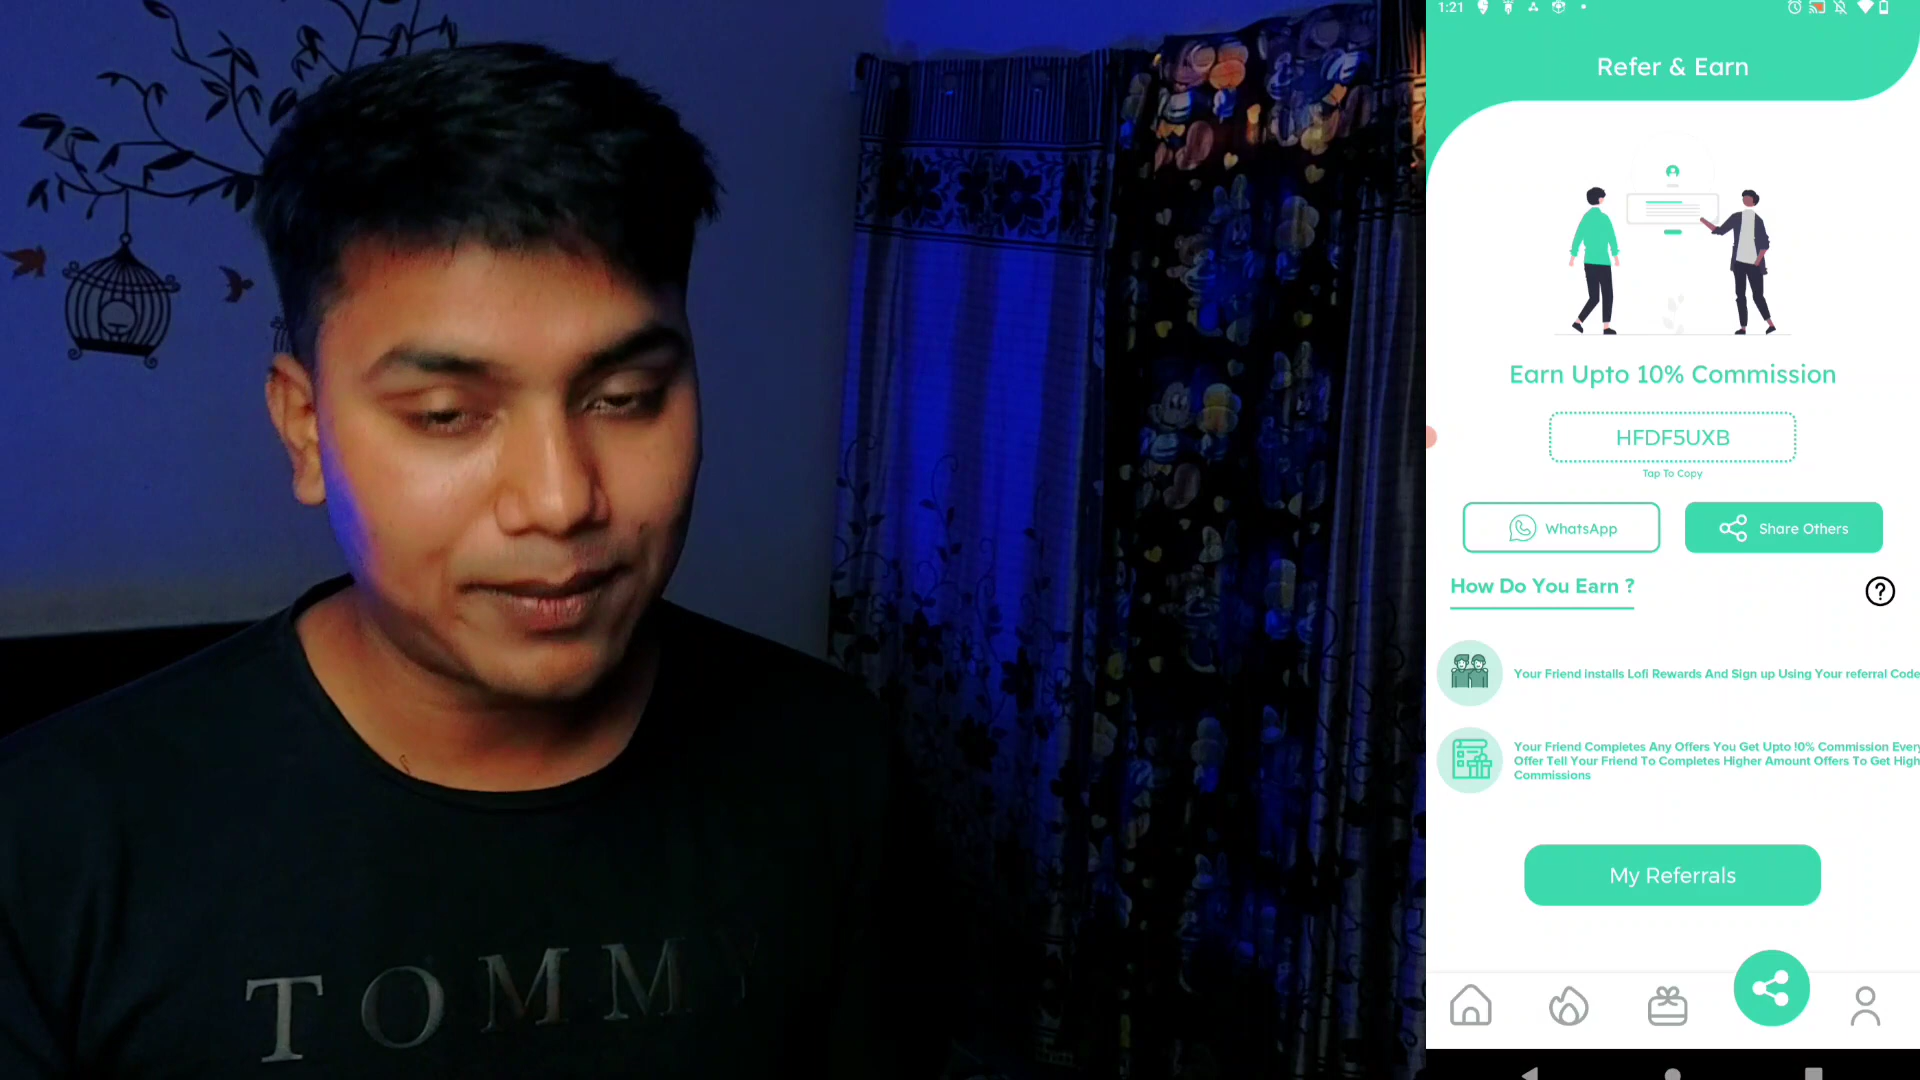 TOMMY
1:21
Refer & Earn
Earn Upto 10% Commission
HFDF5UXB
Tap To Copy
WhatsApp
Share Others
How Do You Earn ?
?
Your Friend installs Lofi Rewards And Sign up Using Your referral Code
Your Friend Completes Any Offers You Get Upto !0% Commission Every
Offer Tell Your Friend To Completes Higher Amount Offers To Get High
Commissions
My Referrals